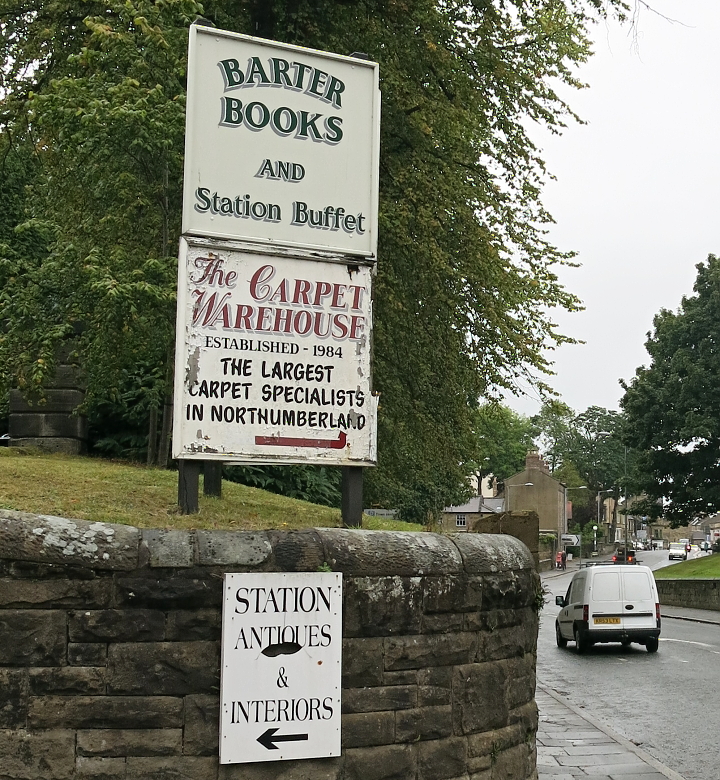 BARTER
BOOKS
AND
Station Buffet
The CARPET
WAREHOUSE
ESTABLISHED - 1984
THE LARGEST
CARPET SPECIALISTS
IN NORTHUMBERLAND
STATION
ANTIQUES
&
INTERIORS